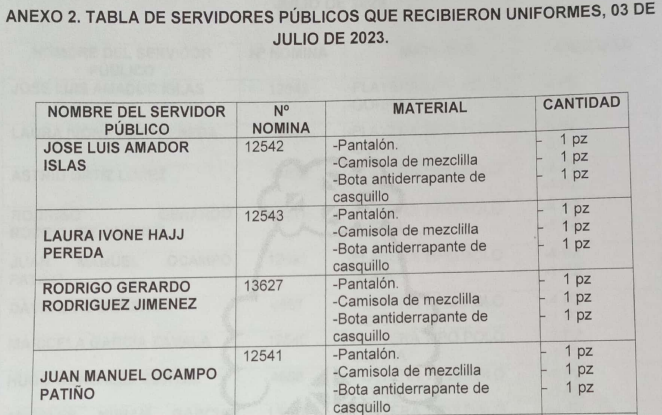 ANEXO 2. TABLA DE SERVIDORES PÚBLICOS QUE RECIBIERON UNIFORMES, 03 DE
JULIO DE 2023.
NOMBRE DEL SERVIDOR PÚBLICO Nº NOMINA MATERIAL CANTIDAD
JOSE LUIS AMADOR ISLAS 12542
-Pantalón. - 1 pz
-Camisola de mezclilla - 1 pz
-Bota antiderrapante de - 1 pz
casquillo
LAURA IVONE HAJJ PEREDA 12543
-Pantalón. - 1 pz
-Camisola de mezclilla - 1 pz
-Bota antiderrapante de - 1 pz
casquillo
RODRIGO GERARDO RODRIGUEZ JIMENEZ 13627
-Pantalón. - 1 pz
-Camisola de mezclilla - 1 pz
-Bota antiderrapante de - 1 pz
casquillo
JUAN MANUEL OCAMPO PATIÑO 12541
-Pantalón. - 1 pz
-Camisola de mezclilla - 1 pz
-Bota antiderrapante de - 1 pz
casquillo